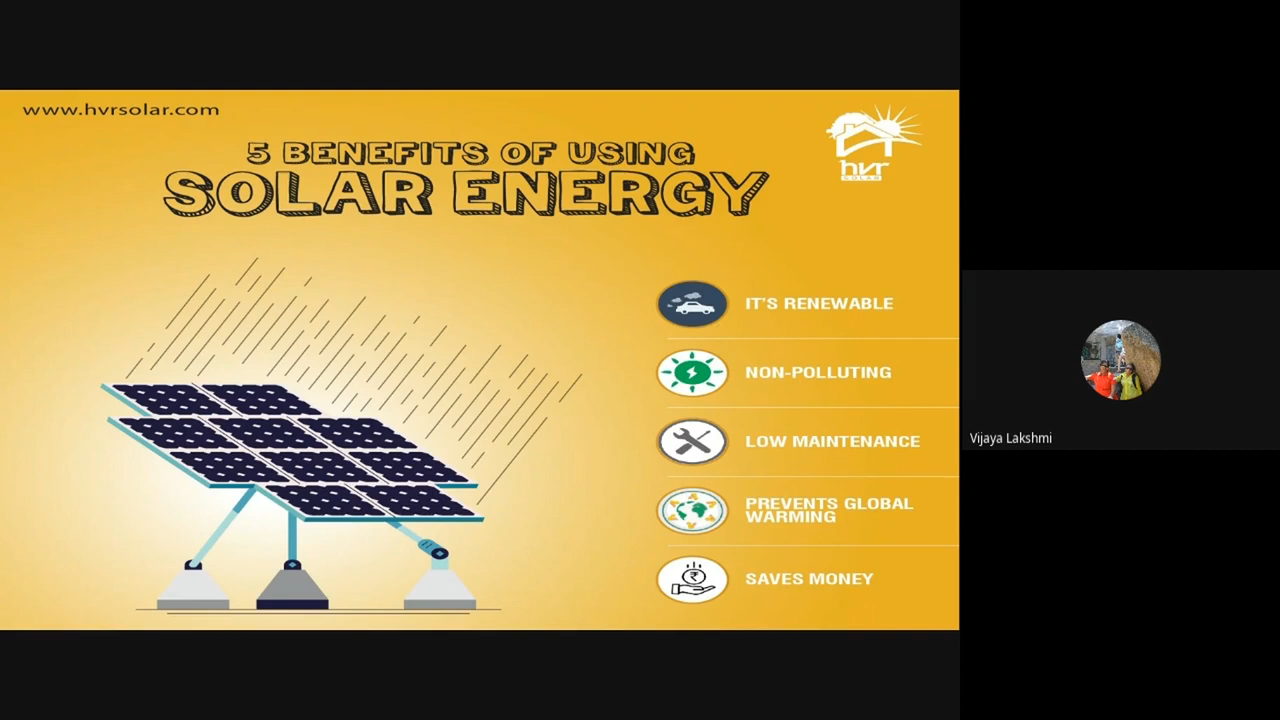 www.hvrsolar.com
hvr
SOLAR
5 BENEFITS OF USING
SOLAR ENERGY
IT'S RENEWABLE
NON-POLLUTING
LOW MAINTENANCE
PREVENTS GLOBAL
WARMING
SAVES MONEY
Vijaya Lakshmi